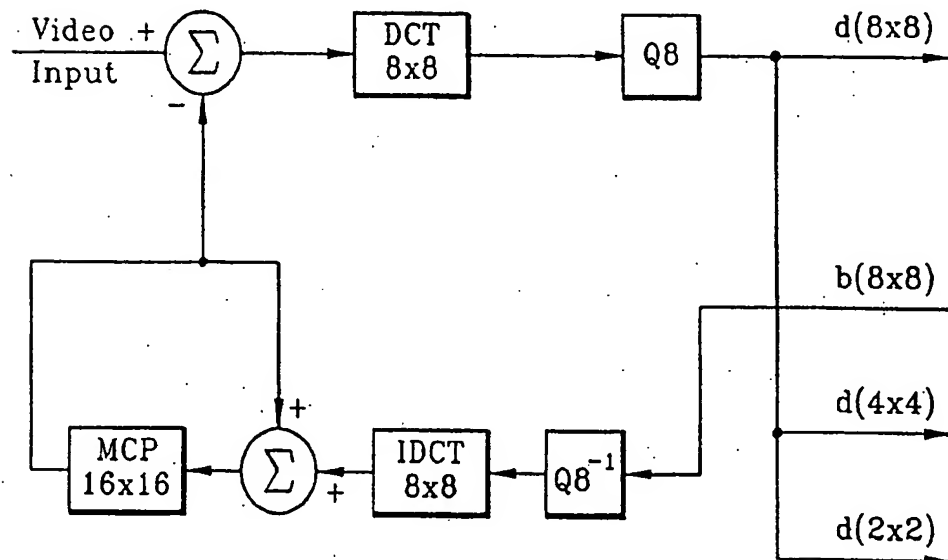 Video +
Input
Σ
-
DCT
8x8
Q8
d(8x8)
b(8x8)
d(4x4)
d(2x2)
MCP
16x16
+
Σ
+
IDCT
8x8
Q8⁻¹